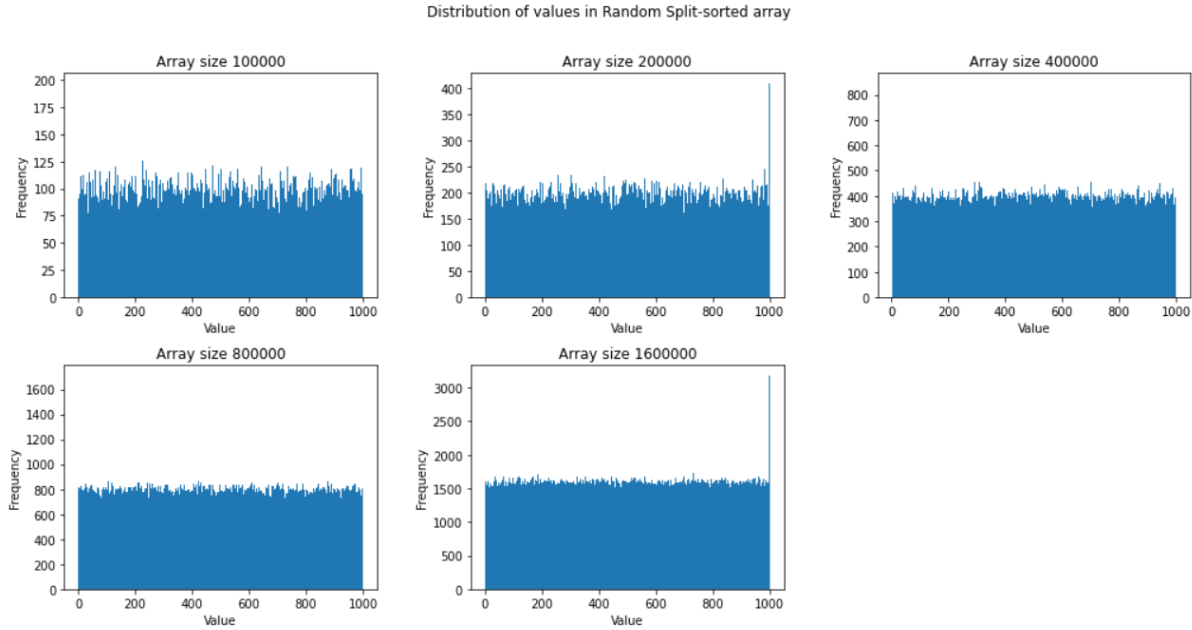 Distribution of values in Random Split-sorted array
Array size 100000
200
175
150
125
100
75
50
25
0
Frequency
0 200 400 600 800 1000
Value
Array size 200000
400
350
300
250
200
150
100
50
0
Frequency
0 200 400 600 800 1000
Value
Array size 400000
800
700
600
500
400
300
200
100
0
Frequency
0 200 400 600 800 1000
Value
Array size 800000
1600
1400
1200
1000
800
600
400
200
0
Frequency
0 200 400 600 800 1000
Value
Array size 1600000
3000
2500
2000
1500
1000
500
0
Frequency
0 200 400 600 800 1000
Value